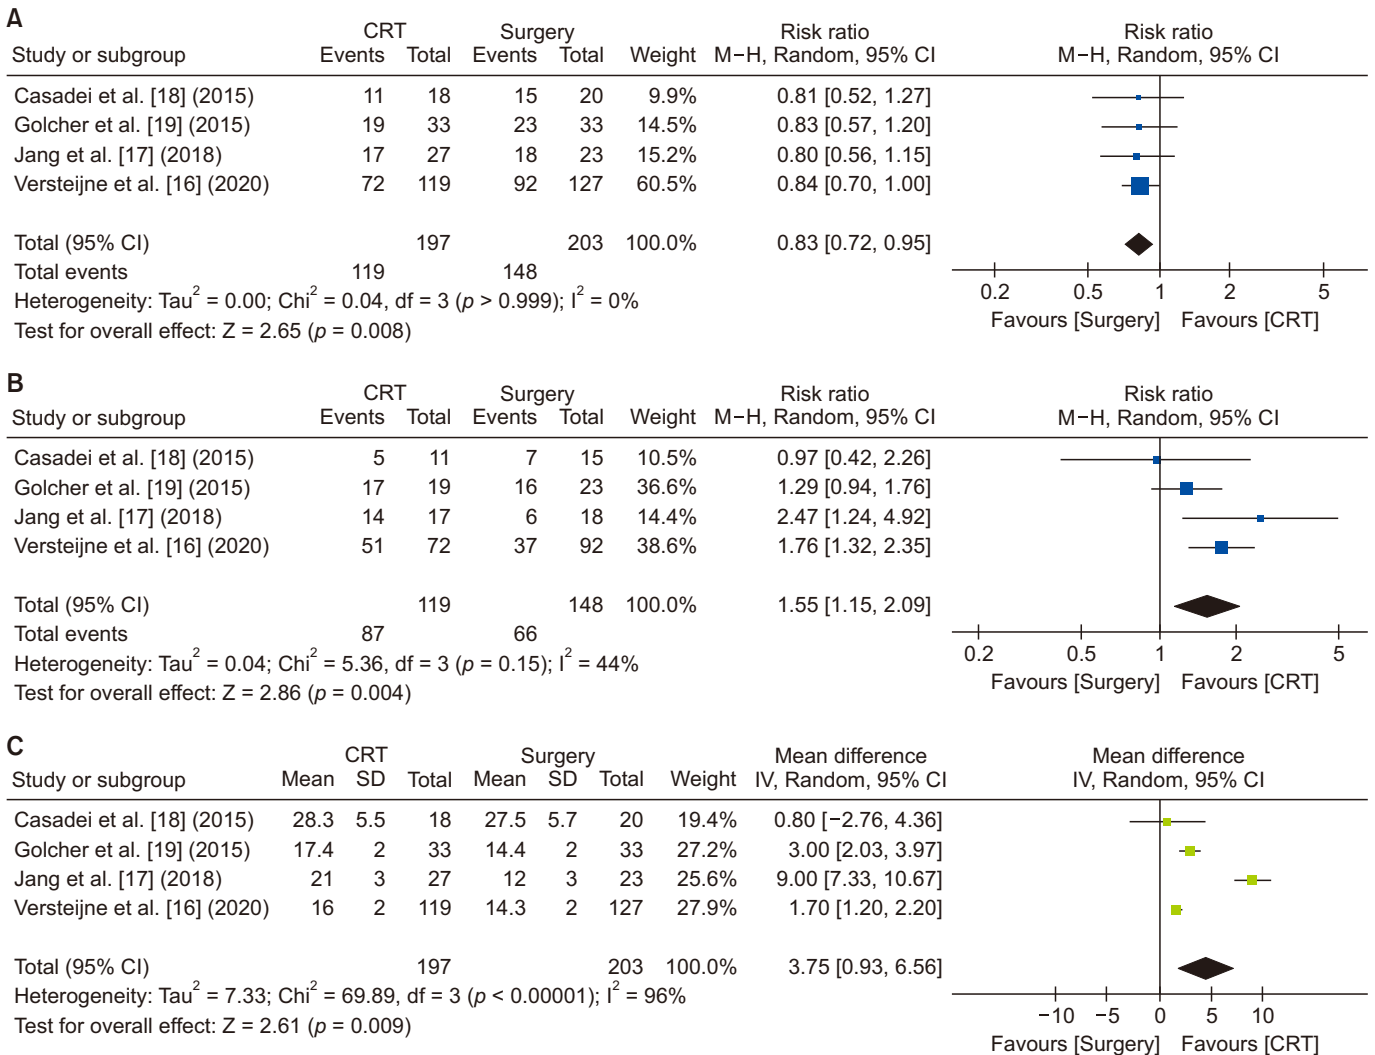 A
CRT Surgery Risk ratio Risk ratio
Study or subgroup Events Total Events Total Weight M−H, Random, 95% CI M−H, Random, 95% CI
Casadei et al. [18] (2015) 11 18 15 20 9.9% 0.81 [0.52, 1.27]
Golcher et al. [19] (2015) 19 33 23 33 14.5% 0.83 [0.57, 1.20]
Jang et al. [17] (2018) 17 27 18 23 15.2% 0.80 [0.56, 1.15]
Versteijne et al. [16] (2020) 72 119 92 127 60.5% 0.84 [0.70, 1.00]
Total (95% CI) 197 203 100.0% 0.83 [0.72, 0.95]
Total events 119 148
Heterogeneity: Tau² = 0.00; Chi² = 0.04, df = 3 (p > 0.999); I² = 0%
Test for overall effect: Z = 2.65 (p = 0.008)
0.2 0.5 1 2 5
Favours [Surgery] Favours [CRT]
B
CRT Surgery Risk ratio Risk ratio
Study or subgroup Events Total Events Total Weight M−H, Random, 95% CI M−H, Random, 95% CI
Casadei et al. [18] (2015) 5 11 7 15 10.5% 0.97 [0.42, 2.26]
Golcher et al. [19] (2015) 17 19 16 23 36.6% 1.29 [0.94, 1.76]
Jang et al. [17] (2018) 14 17 6 18 14.4% 2.47 [1.24, 4.92]
Versteijne et al. [16] (2020) 51 72 37 92 38.6% 1.76 [1.32, 2.35]
Total (95% CI) 119 148 100.0% 1.55 [1.15, 2.09]
Total events 87 66
Heterogeneity: Tau² = 0.04; Chi² = 5.36, df = 3 (p = 0.15); I² = 44%
Test for overall effect: Z = 2.86 (p = 0.004)
0.2 0.5 1 2 5
Favours [Surgery] Favours [CRT]
C
CRT Surgery Mean difference Mean difference
Study or subgroup Mean SD Total Mean SD Total Weight IV, Random, 95% CI IV, Random, 95% CI
Casadei et al. [18] (2015) 28.3 5.5 18 27.5 5.7 20 19.4% 0.80 [−2.76, 4.36]
Golcher et al. [19] (2015) 17.4 2 33 14.4 2 33 27.2% 3.00 [2.03, 3.97]
Jang et al. [17] (2018) 21 3 27 12 3 23 25.6% 9.00 [7.33, 10.67]
Versteijne et al. [16] (2020) 16 2 119 14.3 2 127 27.9% 1.70 [1.20, 2.20]
Total (95% CI) 197 203 100.0% 3.75 [0.93, 6.56]
Heterogeneity: Tau² = 7.33; Chi² = 69.89, df = 3 (p < 0.00001); I² = 96%
Test for overall effect: Z = 2.61 (p = 0.009)
−10 −5 0 5 10
Favours [Surgery] Favours [CRT]